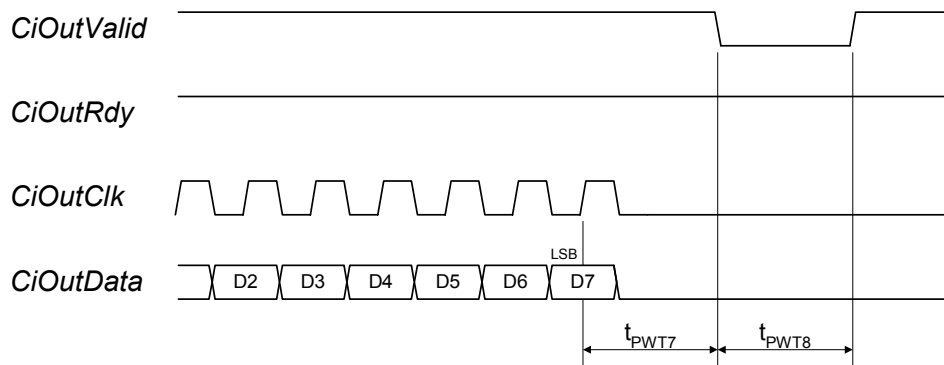 CiOutValid
CiOutRdy
CiOutClk
LSB
CiOutData D2 D3 D4 D5 D6 D7
tPWT7 tPWT8